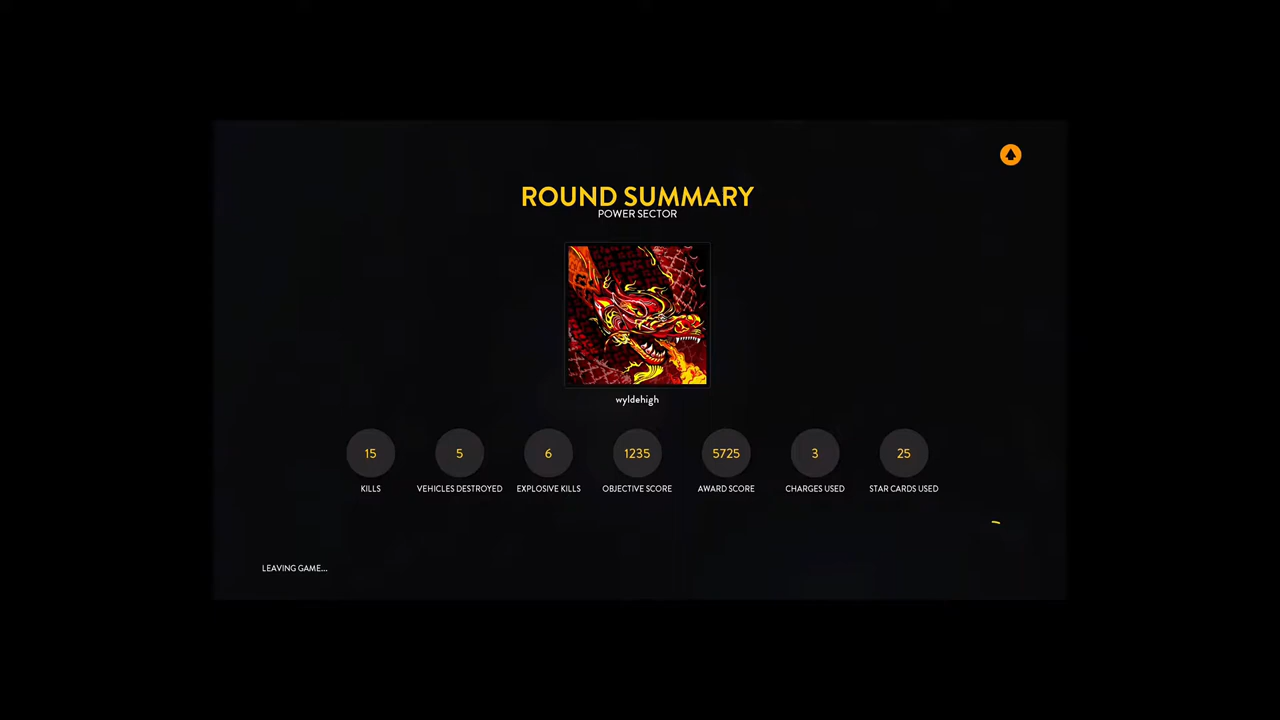 ROUND SUMMARY
POWER SECTOR
wyldehigh
15 5 6 1235 5725 3 25
KILLS VEHICLES DESTROYED EXPLOSIVE KILLS OBJECTIVE SCORE AWARD SCORE CHARGES USED STAR CARDS USED
LEAVING GAME...